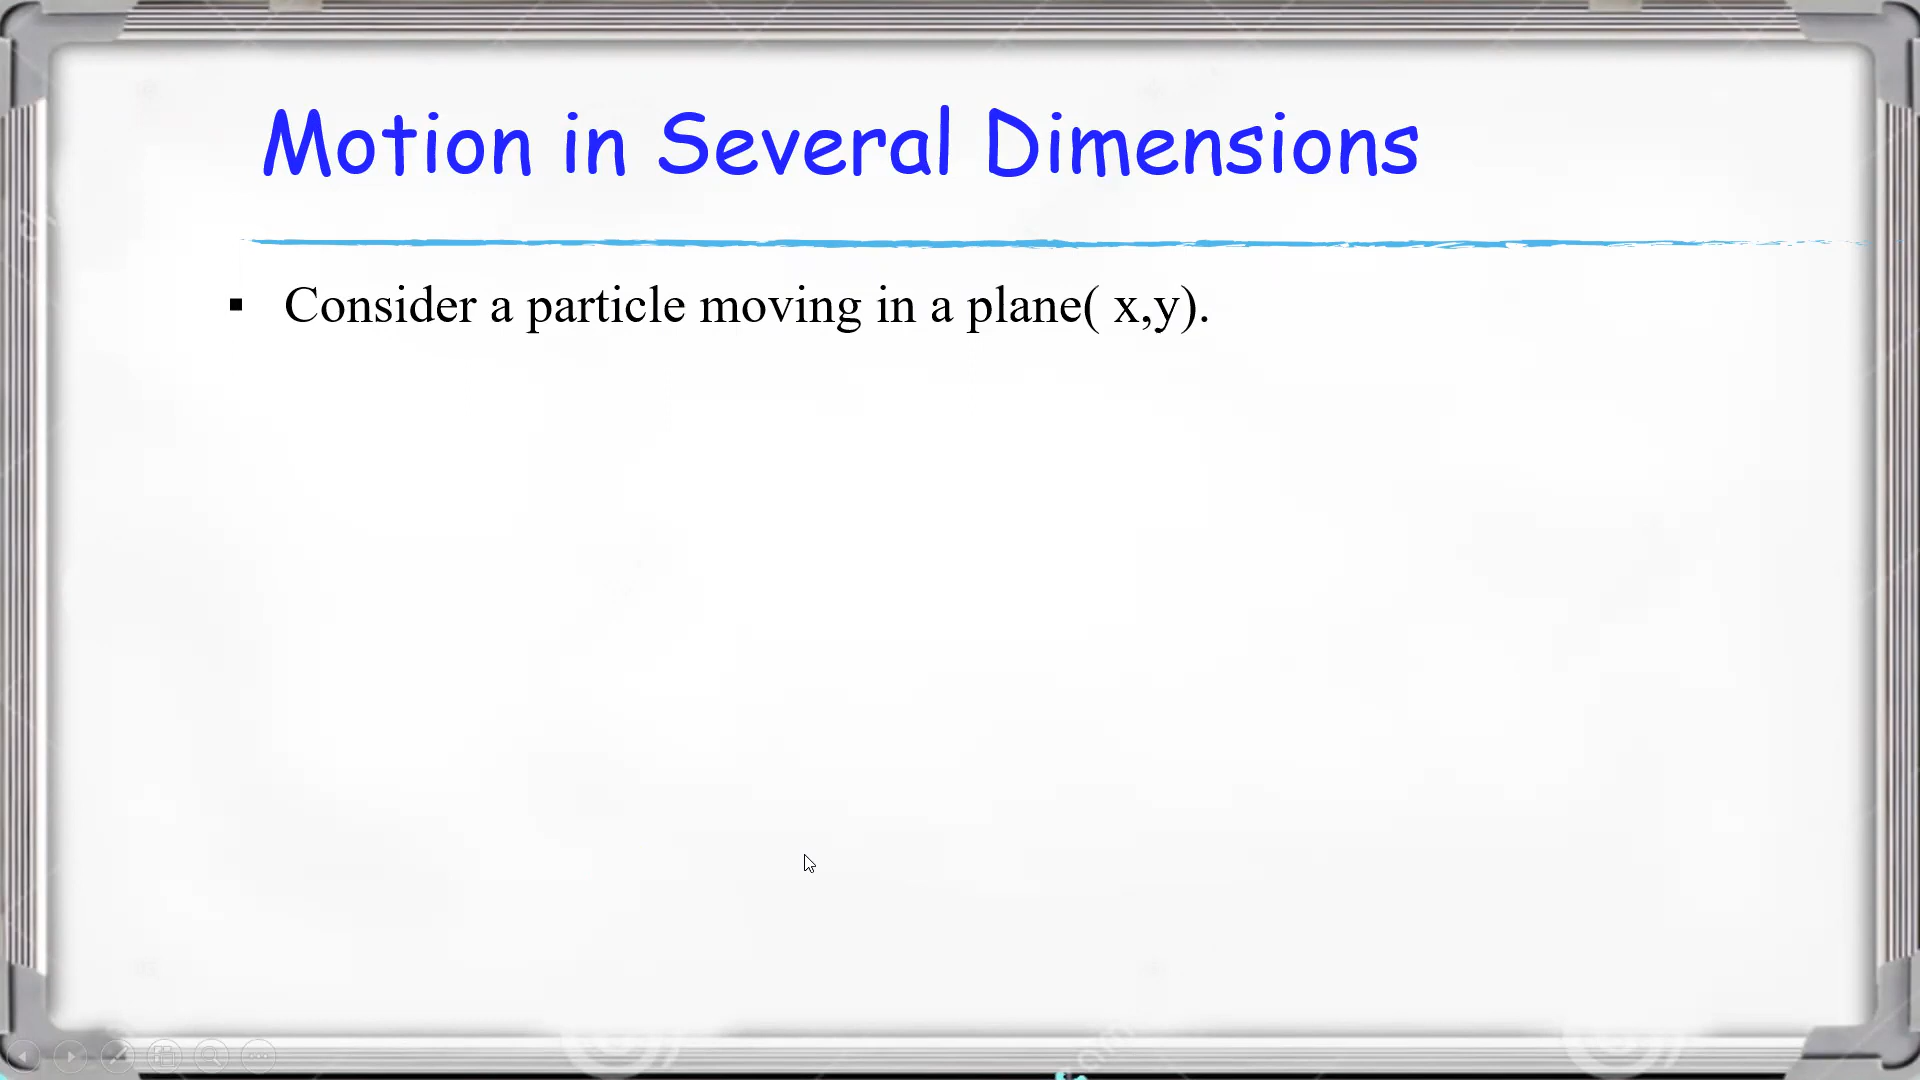 Motion in Several Dimensions
▪ Consider a particle moving in a plane( x,y).